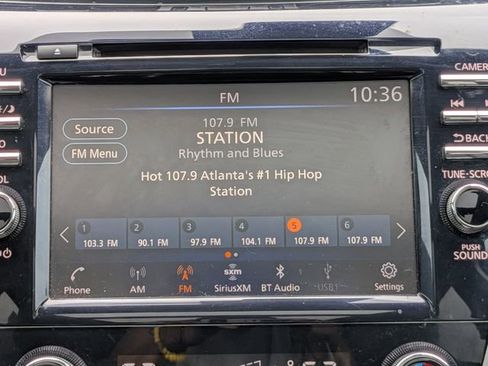 FM
10:36
CAMERA
Source
107.9 FM
STATION
FM Menu
Rhythm and Blues
BACK
Hot 107.9 Atlanta's #1 Hip Hop
Station
TUNE-SCRO
1 2 3 4 5 6
103.3 FM 90.1 FM 97.9 FM 104.1 FM 107.9 FM 107.9 FM
PUSH
SOUND
Phone AM FM sxm SiriusXM BT Audio USB1 Settings